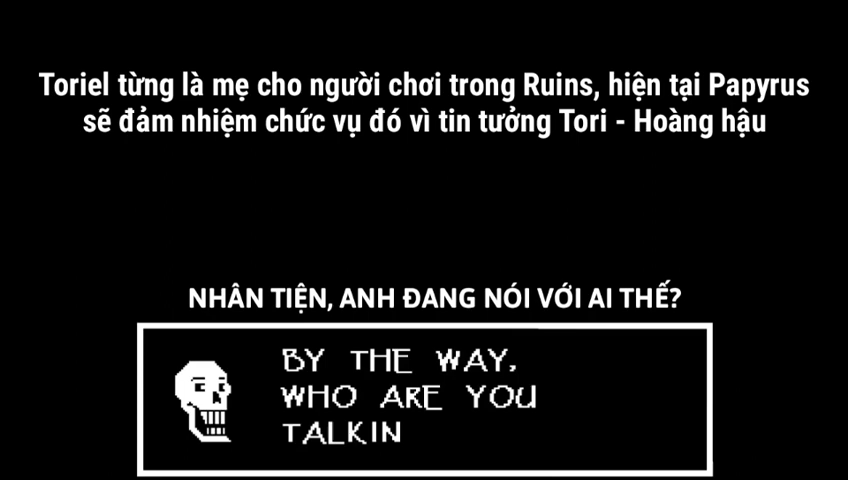 Toriel từng là mẹ cho người chơi trong Ruins, hiện tại Papyrus
sẽ đảm nhiệm chức vụ đó vì tin tưởng Tori - Hoàng hậu
NHÂN TIỆN, ANH ĐANG NÓI VỚI AI THẾ?
BY THE WAY,
WHO ARE YOU
TALKIN